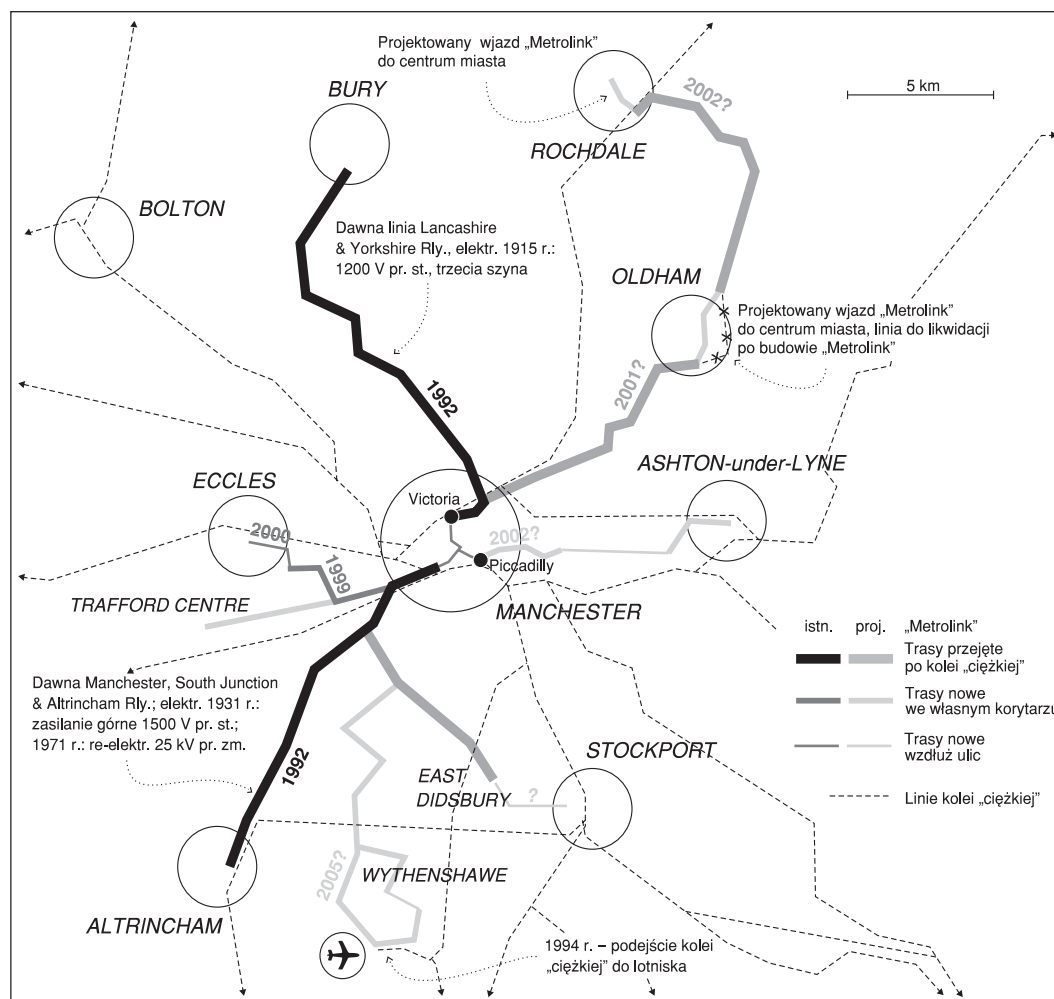 Projektowany wjazd „Metrolink”
do centrum miasta
2002?
5 km
BURY
ROCHDALE
BOLTON
Dawna linia Lancashire
& Yorkshire Rly., elektr. 1915 r.:
1200 V pr. st., trzecia szyna
OLDHAM
Projektowany wjazd „Metrolink”
do centrum miasta, linia do likwidacji
po budowie „Metrolink”
1992
2001?
ASHTON-under-LYNE
ECCLES
Victoria
2000
2002?
Piccadilly
1999
TRAFFORD CENTRE
MANCHESTER
istn. proj. „Metrolink”
Trasy przejęte
po kolei „ciężkiej”
Trasy nowe
we własnym korytarzu
Trasy nowe
wzdłuż ulic
Linie kolei „ciężkiej”
Dawna Manchester, South Junction
& Altrincham Rly.; elektr. 1931 r.:
zasilanie górne 1500 V pr. st.;
1971 r.: re-elektr. 25 kV pr. zm.
1992
STOCKPORT
EAST
DIDSBURY
?
2005?
WYTHENSHAWE
ALTRINCHAM
1994 r. – podejście kolei
„ciężkiej” do lotniska